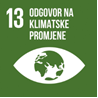 13 ODGOVOR NA
KLIMATSKE
PROMJENE